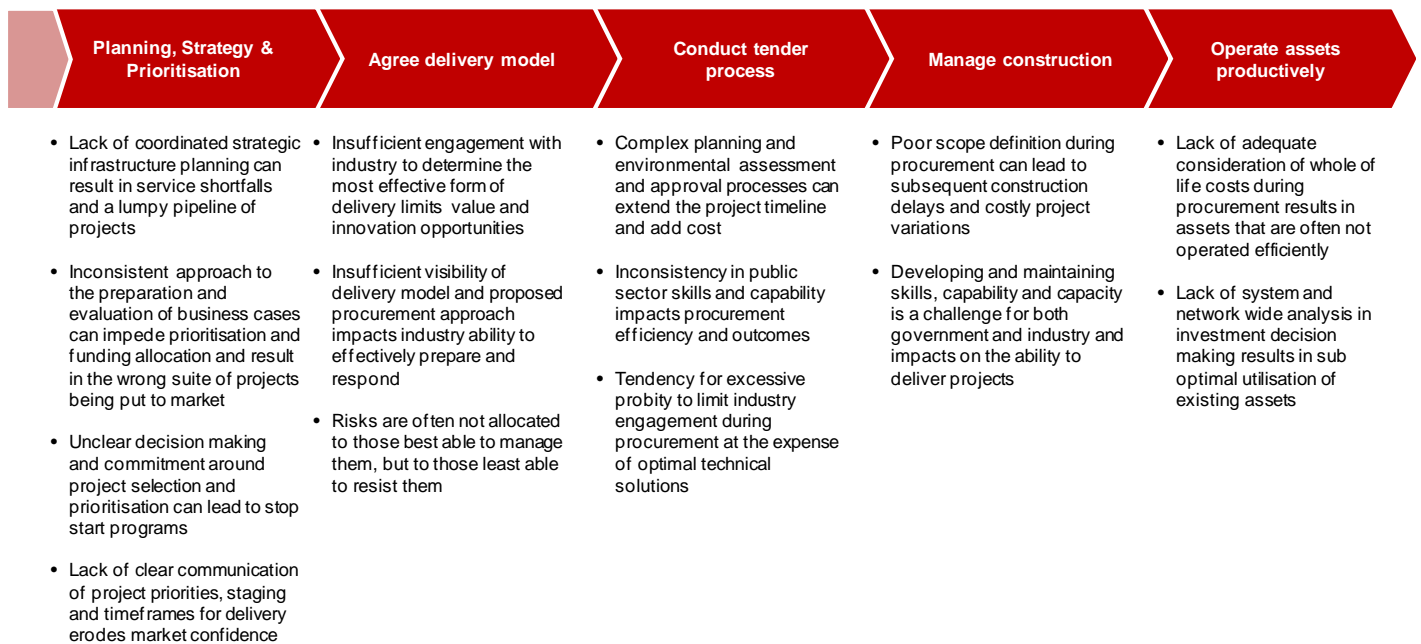 Planning, Strategy &
Prioritisation
Agree delivery model
Conduct tender
process
Manage construction
Operate assets
productively
• Lack of coordinated strategic
infrastructure planning can
result in service shortfalls
and a lumpy pipeline of
projects
• Inconsistent approach to
the preparation and
evaluation of business cases
can impede prioritisation and
funding allocation and result
in the wrong suite of projects
being put to market
• Unclear decision making
and commitment around
project selection and
prioritisation can lead to stop
start programs
• Lack of clear communication
of project priorities, staging
and timeframes for delivery
erodes market confidence
• Insufficient engagement with
industry to determine the
most effective form of
delivery limits value and
innovation opportunities
• Insufficient visibility of
delivery model and proposed
procurement approach
impacts industry ability to
effectively prepare and
respond
• Risks are often not allocated
to those best able to manage
them, but to those least able
to resist them
• Complex planning and
environmental assessment
and approval processes can
extend the project timeline
and add cost
• Inconsistency in public
sector skills and capability
impacts procurement
efficiency and outcomes
• Tendency for excessive
probity to limit industry
engagement during
procurement at the expense
of optimal technical
solutions
• Poor scope definition during
procurement can lead to
subsequent construction
delays and costly project
variations
• Developing and maintaining
skills, capability and capacity
is a challenge for both
government and industry and
impacts on the ability to
deliver projects
• Lack of adequate
consideration of whole of
life costs during
procurement results in
assets that are often not
operated efficiently
• Lack of system and
network wide analysis in
investment decision
making results in sub
optimal utilisation of
existing assets